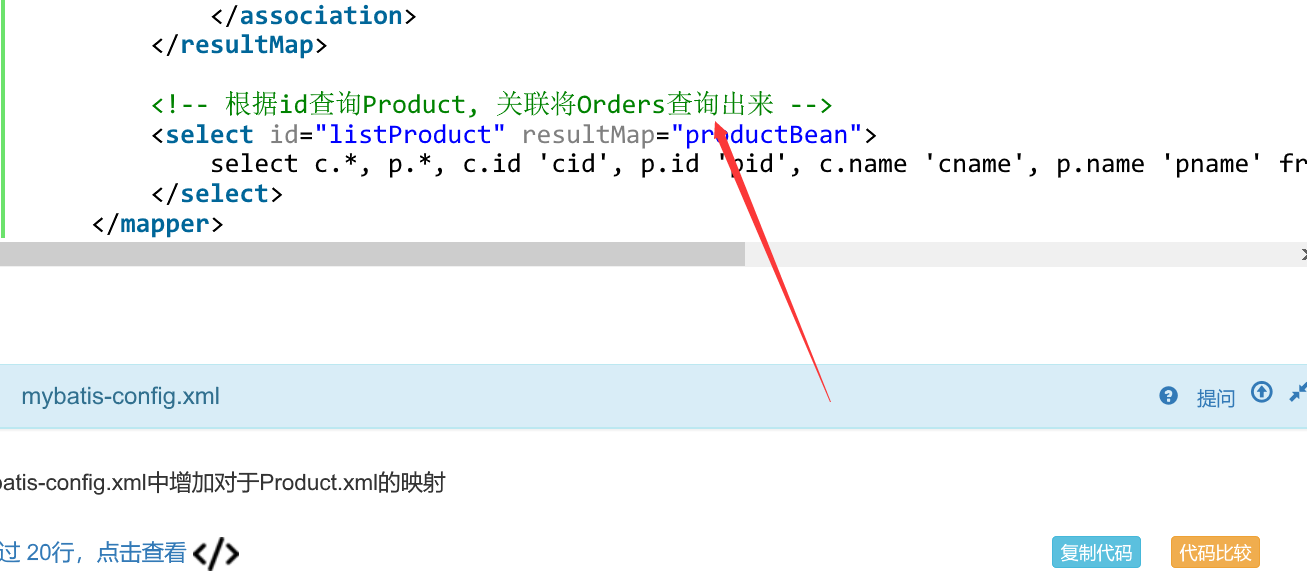 </association>
</resultMap>
<!-- 根据id查询Product, 关联将Orders查询出来 -->
<select id="listProduct" resultMap="productBean">
select c.*, p.*, c.id 'cid', p.id 'pid', c.name 'cname', p.name 'pname' fr
</select>
</mapper>
mybatis-config.xml
提问
batis-config.xml中增加对于Product.xml的映射
过 20行，点击查看 </>
复制代码
代码比较